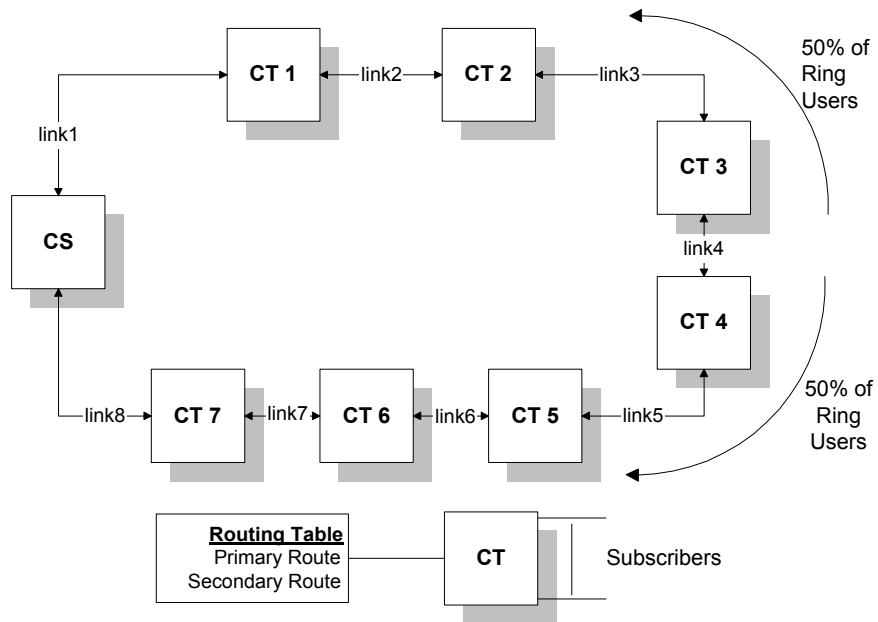 CT 1
link2
CT 2
link3
50% of
Ring
Users
link1
CT 3
CS
link4
CT 4
50% of
Ring
Users
link8
CT 7
link7
CT 6
link6
CT 5
link5
Routing Table
Primary Route
Secondary Route
CT
Subscribers